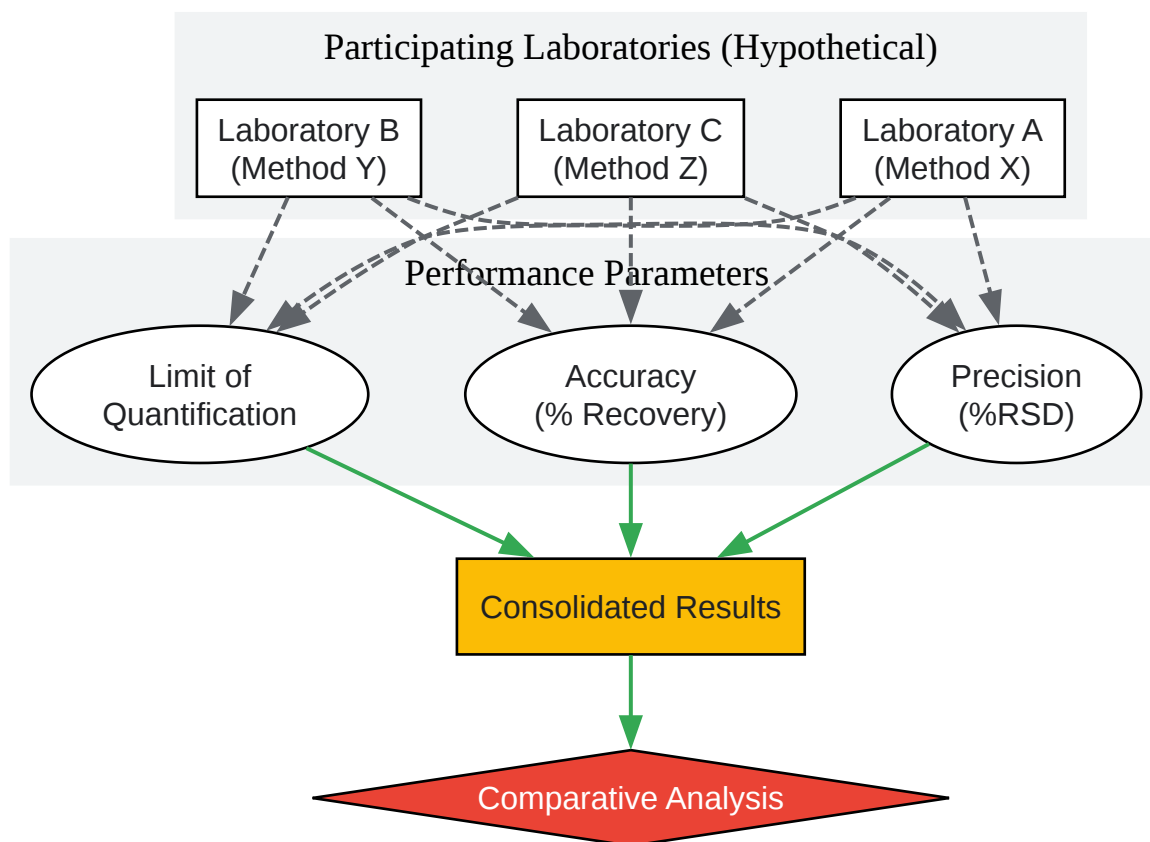 Participating Laboratories (Hypothetical)
Laboratory B
(Method Y)
Laboratory C
(Method Z)
Laboratory A
(Method X)
Performance Parameters
Limit of
Quantification
Accuracy
(% Recovery)
Precision
(%RSD)
Consolidated Results
Comparative Analysis